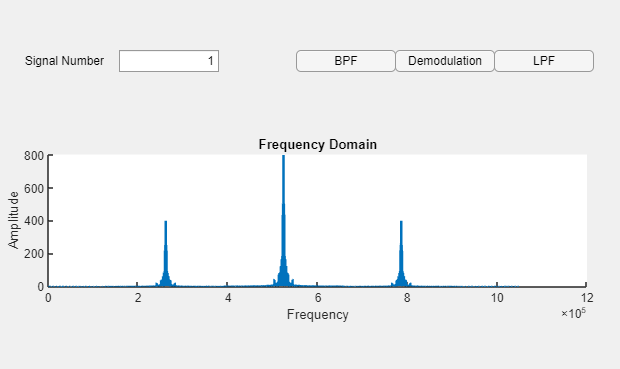 Signal Number 1 BPF Demodulation LPF
Frequency Domain
800
600
400
200
0
Amplitude
0 2 4 6 8 10 12
×10⁵
Frequency